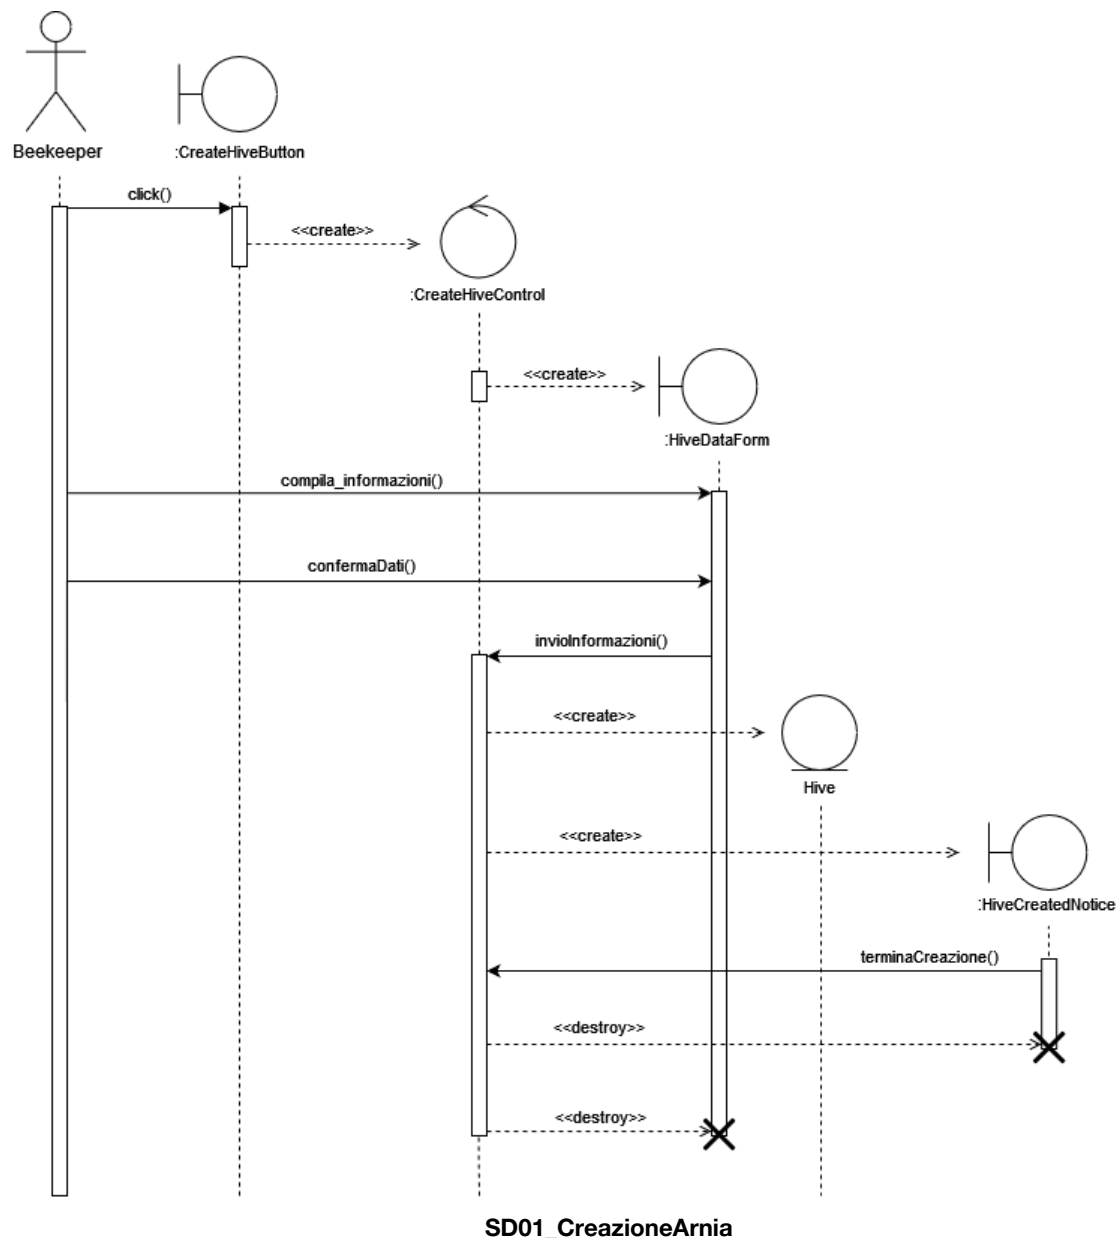 Beekeeper
:CreateHiveButton
click()
<<create>>
:CreateHiveControl
<<create>>
:HiveDataForm
compila_informazioni()
confermaDati()
invioInformazioni()
<<create>>
Hive
<<create>>
:HiveCreatedNotice
terminaCreazione()
<<destroy>>
<<destroy>>
SD01_CreazioneArnia